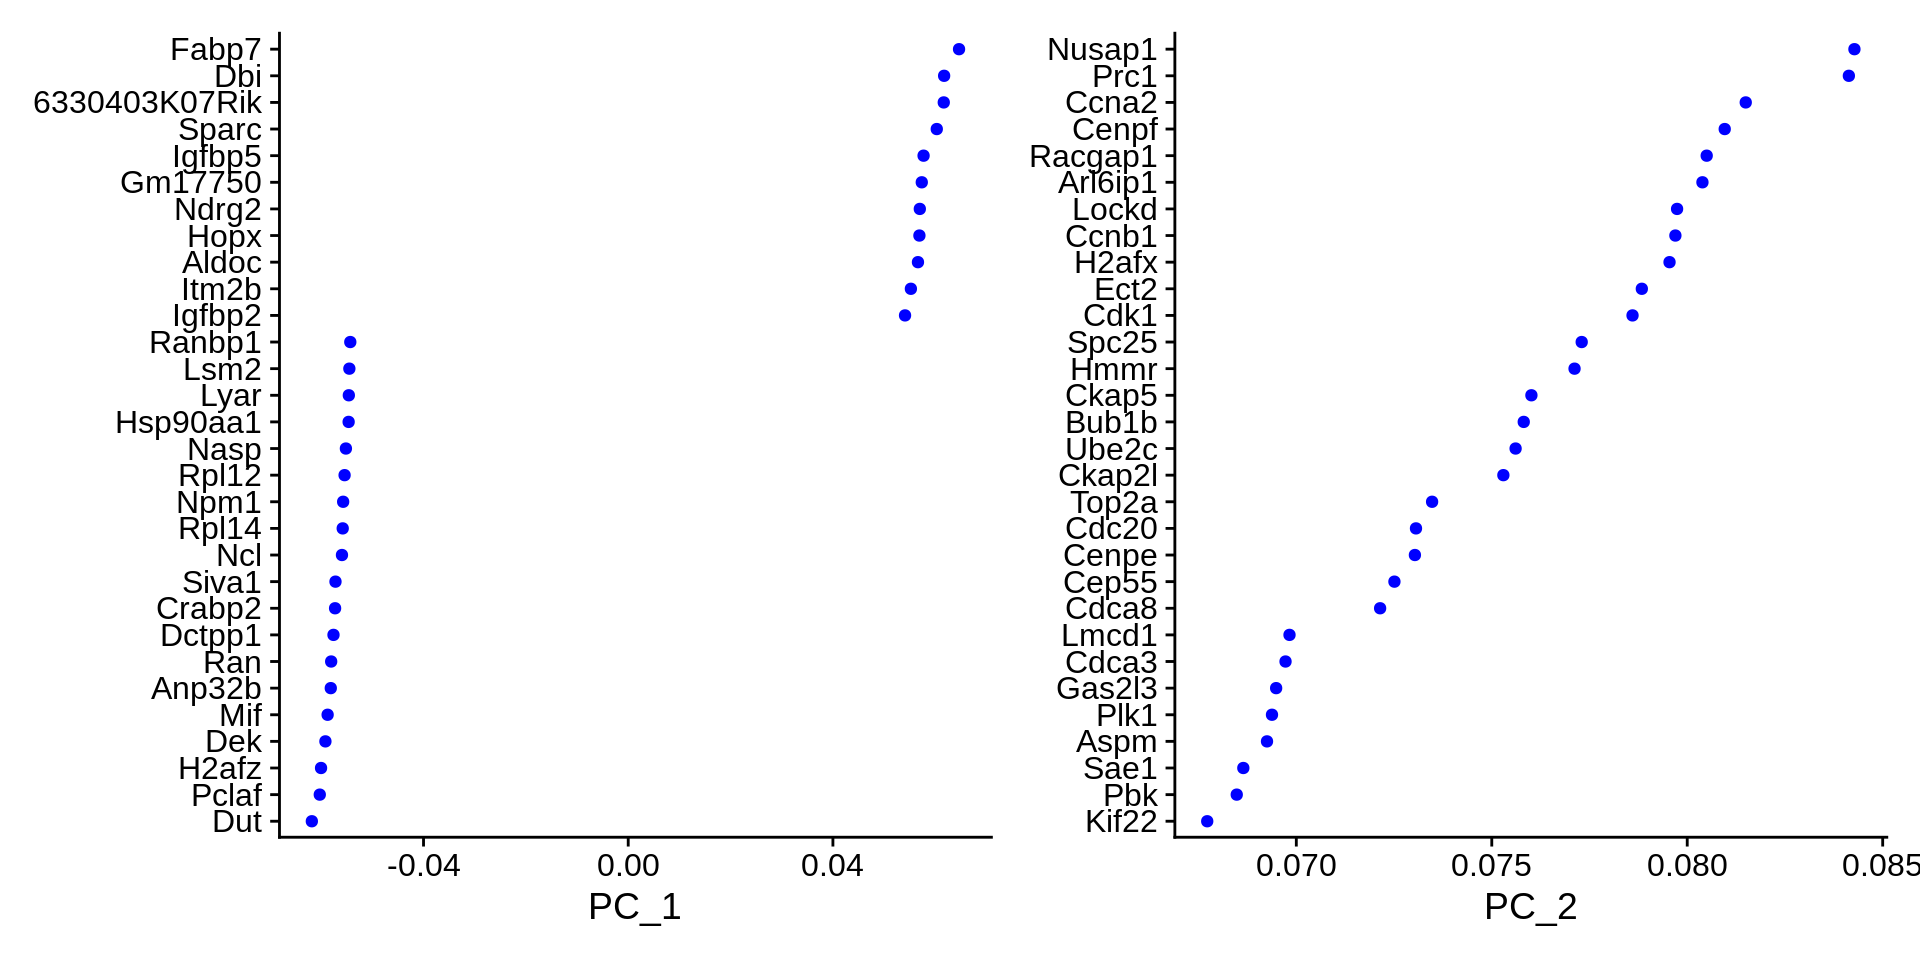 Fabp7
Dbi
6330403K07Rik
Sparc
Igfbp5
Gm17750
Ndrg2
Hopx
Aldoc
Itm2b
Igfbp2
Ranbp1
Lsm2
Lyar
Hsp90aa1
Nasp
Rpl12
Npm1
Rpl14
Ncl
Siva1
Crabp2
Dctpp1
Ran
Anp32b
Mif
Dek
H2afz
Pclaf
Dut
-0.04 0.00 0.04
PC_1
Nusap1
Prc1
Ccna2
Cenpf
Racgap1
Arl6ip1
Lockd
Ccnb1
H2afx
Ect2
Cdk1
Spc25
Hmmr
Ckap5
Bub1b
Ube2c
Ckap2l
Top2a
Cdc20
Cenpe
Cep55
Cdca8
Lmcd1
Cdca3
Gas2l3
Plk1
Aspm
Sae1
Pbk
Kif22
0.070 0.075 0.080 0.085
PC_2